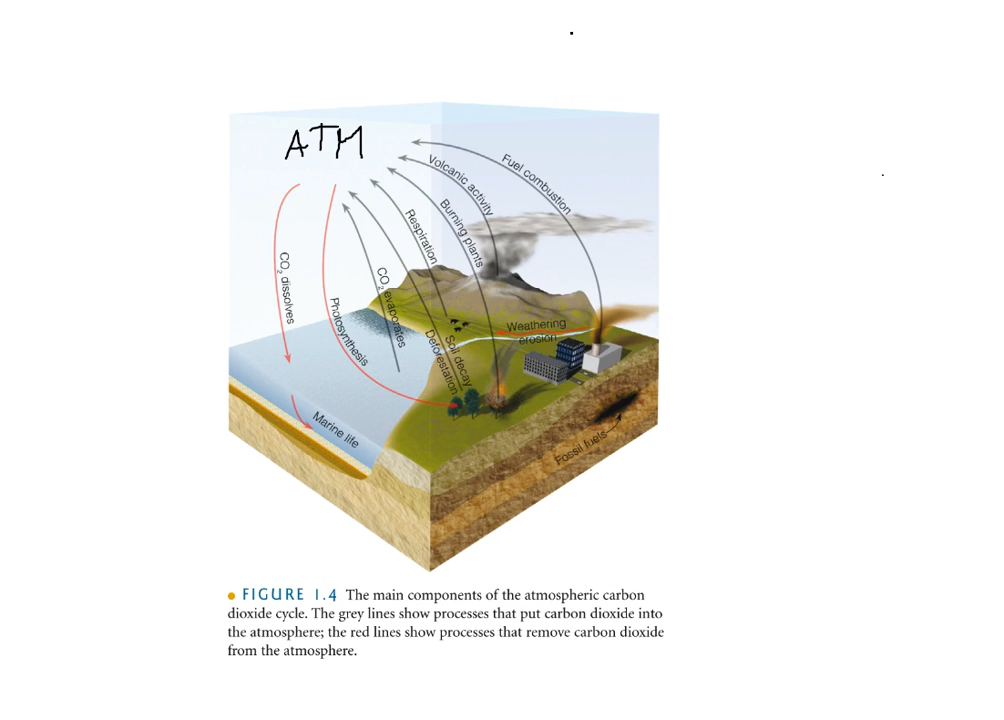 ATM
Fuel combustion
Volcanic activity
Burning plants
Respiration
CO2 evaporates
CO2 dissolves
Photosynthesis
Deforestation
Soil decay
Weathering
erosion
Marine life
Fossil fuels
• FIGURE 1.4 The main components of the atmospheric carbon
dioxide cycle. The grey lines show processes that put carbon dioxide into
the atmosphere; the red lines show processes that remove carbon dioxide
from the atmosphere.